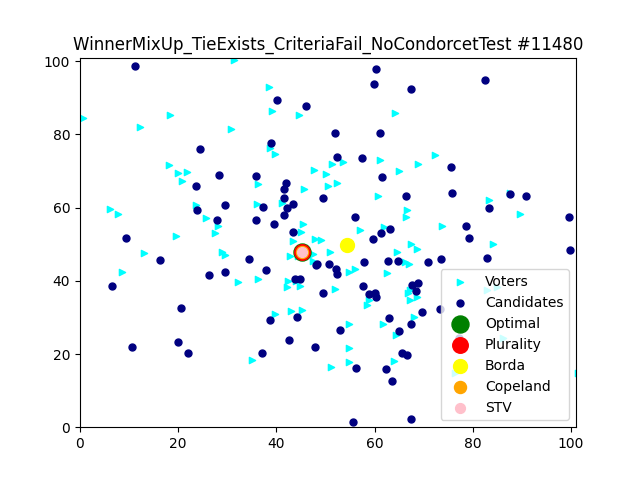 WinnerMixUp_TieExists_CriteriaFail_NoCondorcetTest #11480
100
80
60
40
20
0
0 20 40 60 80 100
Voters
Candidates
Optimal
Plurality
Borda
Copeland
STV